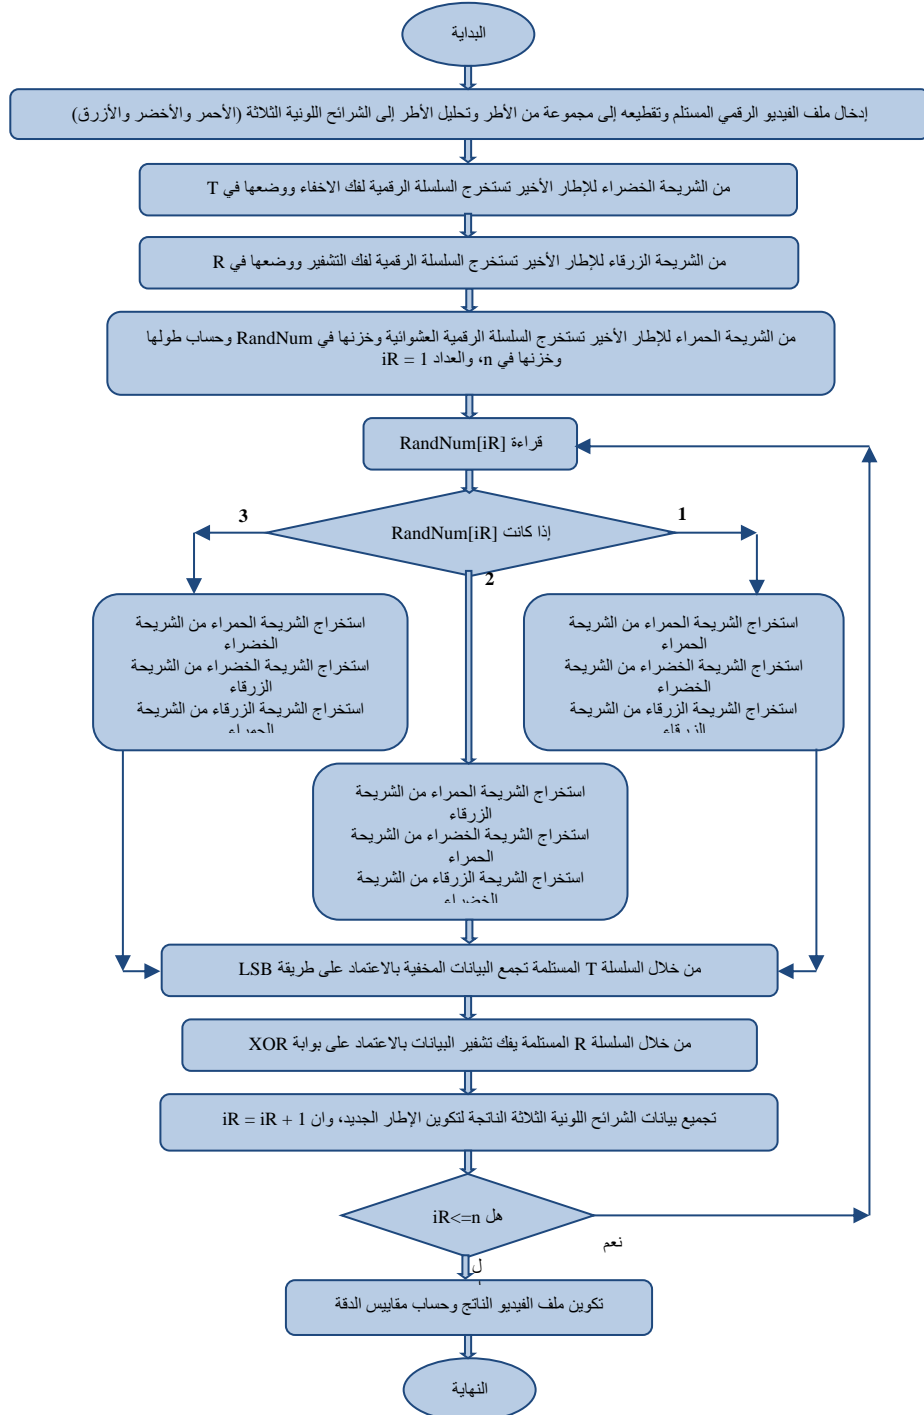 البداية
إدخال ملف الفيديو الرقمي المستلم وتقطيعه إلى مجموعة من الأطر وتحليل الأطر إلى الشرائح اللونية الثلاثة (الأحمر والأخضر والأزرق)
من الشريحة الخضراء للإطار الأخير تستخرج السلسلة الرقمية لفك الاخفاء ووضعها في T
من الشريحة الزرقاء للإطار الأخير تستخرج السلسلة الرقمية لفك التشفير ووضعها في R
من الشريحة الحمراء للإطار الأخير تستخرج السلسلة الرقمية العشوائية وخزنها في RandNum وحساب طولها
وخزنها في n، والعداد iR = 1
قراءة RandNum[iR]
إذا كانت RandNum[iR]
1
2
3
استخراج الشريحة الحمراء من الشريحة
الحمراء
استخراج الشريحة الخضراء من الشريحة
الخضراء
استخراج الشريحة الزرقاء من الشريحة
الزرقاء
استخراج الشريحة الحمراء من الشريحة
الخضراء
استخراج الشريحة الخضراء من الشريحة
الزرقاء
استخراج الشريحة الزرقاء من الشريحة
الحمراء
استخراج الشريحة الحمراء من الشريحة
الزرقاء
استخراج الشريحة الخضراء من الشريحة
الحمراء
استخراج الشريحة الزرقاء من الشريحة
الخضراء
من خلال السلسلة T المستلمة تجمع البيانات المخفية بالاعتماد على طريقة LSB
من خلال السلسلة R المستلمة يفك تشفير البيانات بالاعتماد على بوابة XOR
تجميع بيانات الشرائح اللونية الثلاثة الناتجة لتكوين الإطار الجديد، وان iR = iR + 1
هل iR<=n
نعم
تكوين ملف الفيديو الناتج وحساب مقاييس الدقة
النهاية